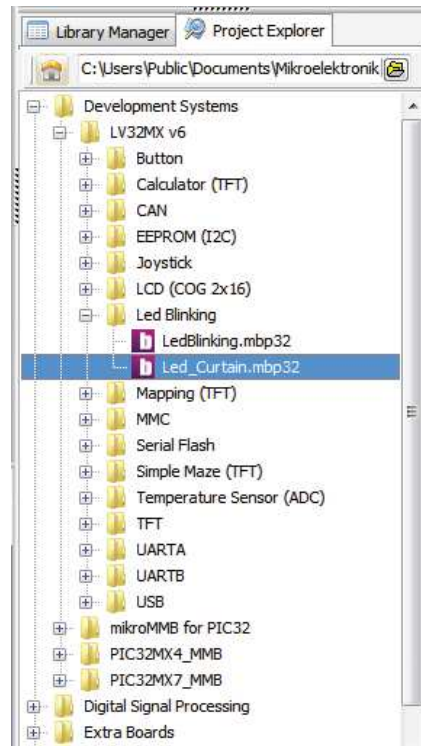 Library Manager Project Explorer
C:\Users\Public\Documents\Mikroelektronik
Development Systems
LV32MX v6
Button
Calculator (TFT)
CAN
EEPROM (I2C)
Joystick
LCD (COG 2x16)
Led Blinking
LedBlinking.mbp32
Led_Curtain.mbp32
Mapping (TFT)
MMC
Serial Flash
Simple Maze (TFT)
Temperature Sensor (ADC)
TFT
UARTA
UARTB
USB
mikroMMB for PIC32
PIC32MX4_MMB
PIC32MX7_MMB
Digital Signal Processing
Extra Boards